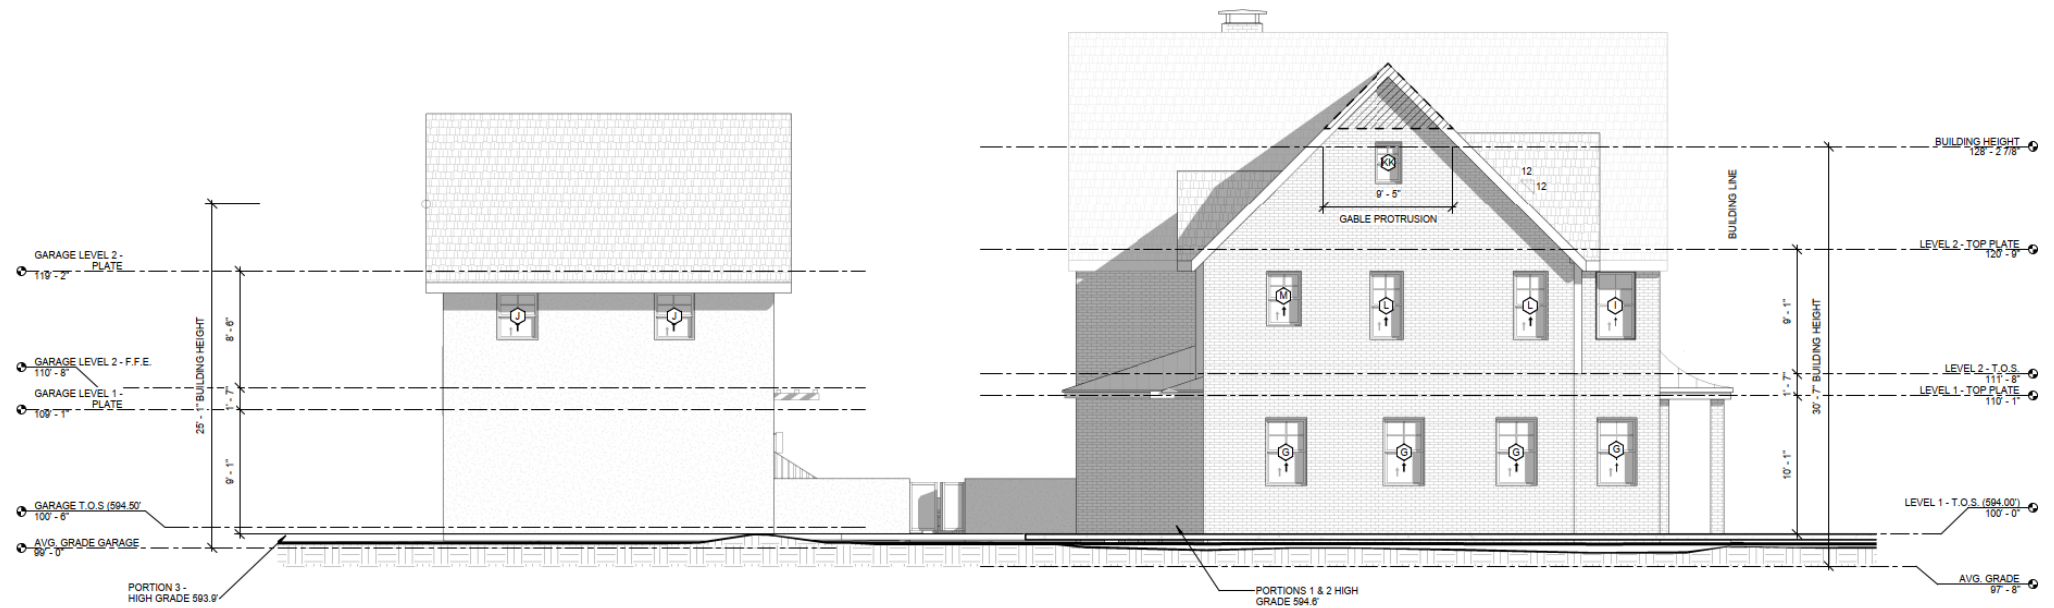 GARAGE LEVEL 2 -
PLATE
119' - 2"
GARAGE LEVEL 2 - F.F.E.
110' - 8"
GARAGE LEVEL 1 -
PLATE
109' - 1"
GARAGE T.O.S (594.50'
100' - 6"
AVG. GRADE GARAGE
99' - 0"
PORTION 3 -
HIGH GRADE 593.9'
25' - 1" BUILDING HEIGHT
8' - 6"
1' - 7"
9' - 1"
J
J
KK
9' - 5"
GABLE PROTRUSION
12
12
M
L
L
I
G
G
G
G
PORTIONS 1 & 2 HIGH
GRADE 594.6'
BUILDING LINE
9' - 1"
1' - 7"
10' - 1"
30' - 7" BUILDING HEIGHT
BUILDING HEIGHT
128' - 2 7/8"
LEVEL 2 - TOP PLATE
120' - 9"
LEVEL 2 - T.O.S.
111' - 8"
LEVEL 1 - TOP PLATE
110' - 1"
LEVEL 1 - T.O.S. (594.00')
100' - 0"
AVG. GRADE
97' - 8"